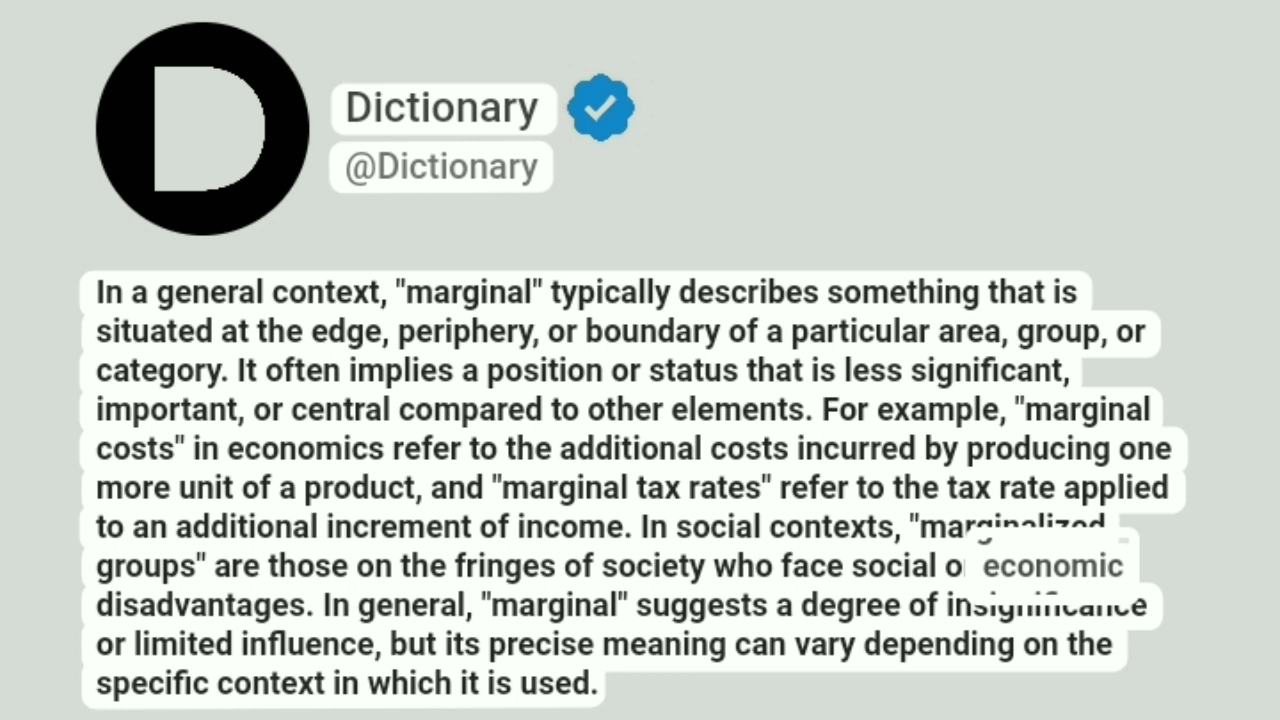 D
Dictionary
@Dictionary
In a general context, "marginal" typically describes something that is
situated at the edge, periphery, or boundary of a particular area, group, or
category. It often implies a position or status that is less significant,
important, or central compared to other elements. For example, "marginal
costs" in economics refer to the additional costs incurred by producing one
more unit of a product, and "marginal tax rates" refer to the tax rate applied
to an additional increment of income. In social contexts, "marginalized
groups" are those on the fringes of society who face social or economic
disadvantages. In general, "marginal" suggests a degree of insignificance
or limited influence, but its precise meaning can vary depending on the
specific context in which it is used.